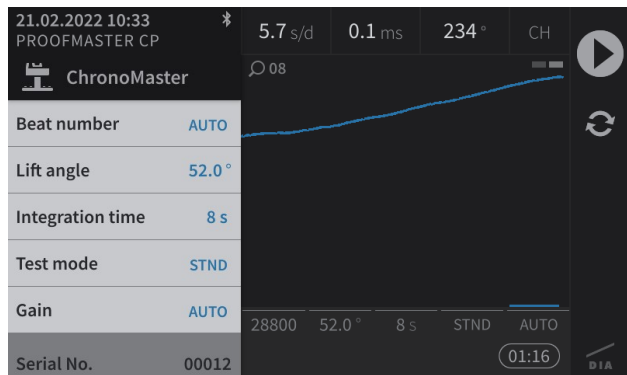 21.02.2022 10:33
PROOFMASTER CP
ChronoMaster
Beat number AUTO
Lift angle 52.0°
Integration time 8 s
Test mode STND
Gain AUTO
Serial No. 00012
5.7 s/d 0.1 ms 234° CH
08
28800 52.0° 8 s STND AUTO
01:16
DIA